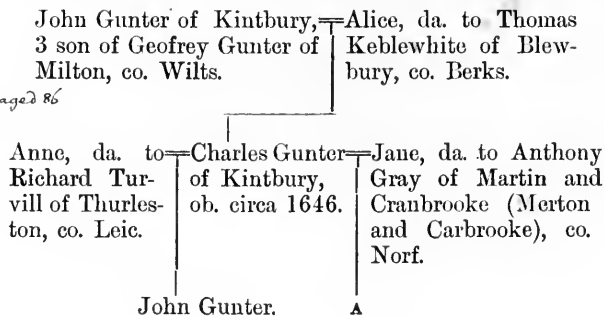 John Gunter of Kintbury,
3 son of Geofrey Gunter of
Milton, co. Wilts.
aged 86
Alice, da. to Thomas
Keblewhite of Blew-
bury, co. Berks.
Anne, da. to
Richard Tur-
vill of Thurles-
ton, co. Leic.
Charles Gunter
of Kintbury,
ob. circa 1646.
Jane, da. to Anthony
Gray of Martin and
Cranbrooke (Merton
and Carbrooke), co.
Norf.
John Gunter.
A